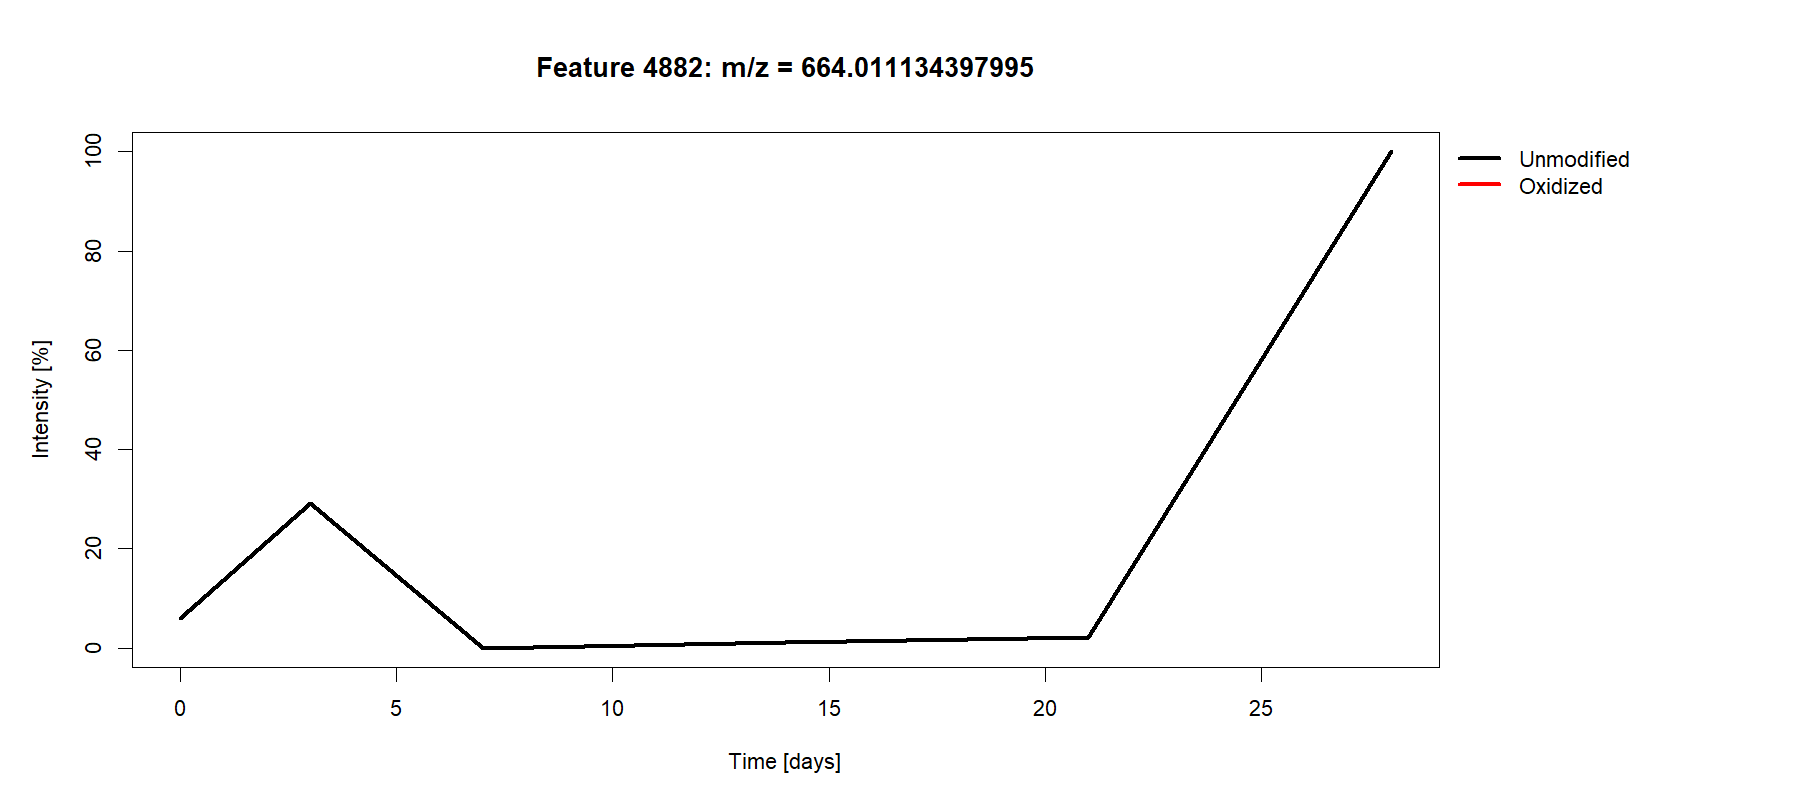 Feature 4882: m/z = 664.011134397995
Unmodified
Oxidized
Intensity [%]
100
80
60
40
20
0
0 5 10 15 20 25
Time [days]